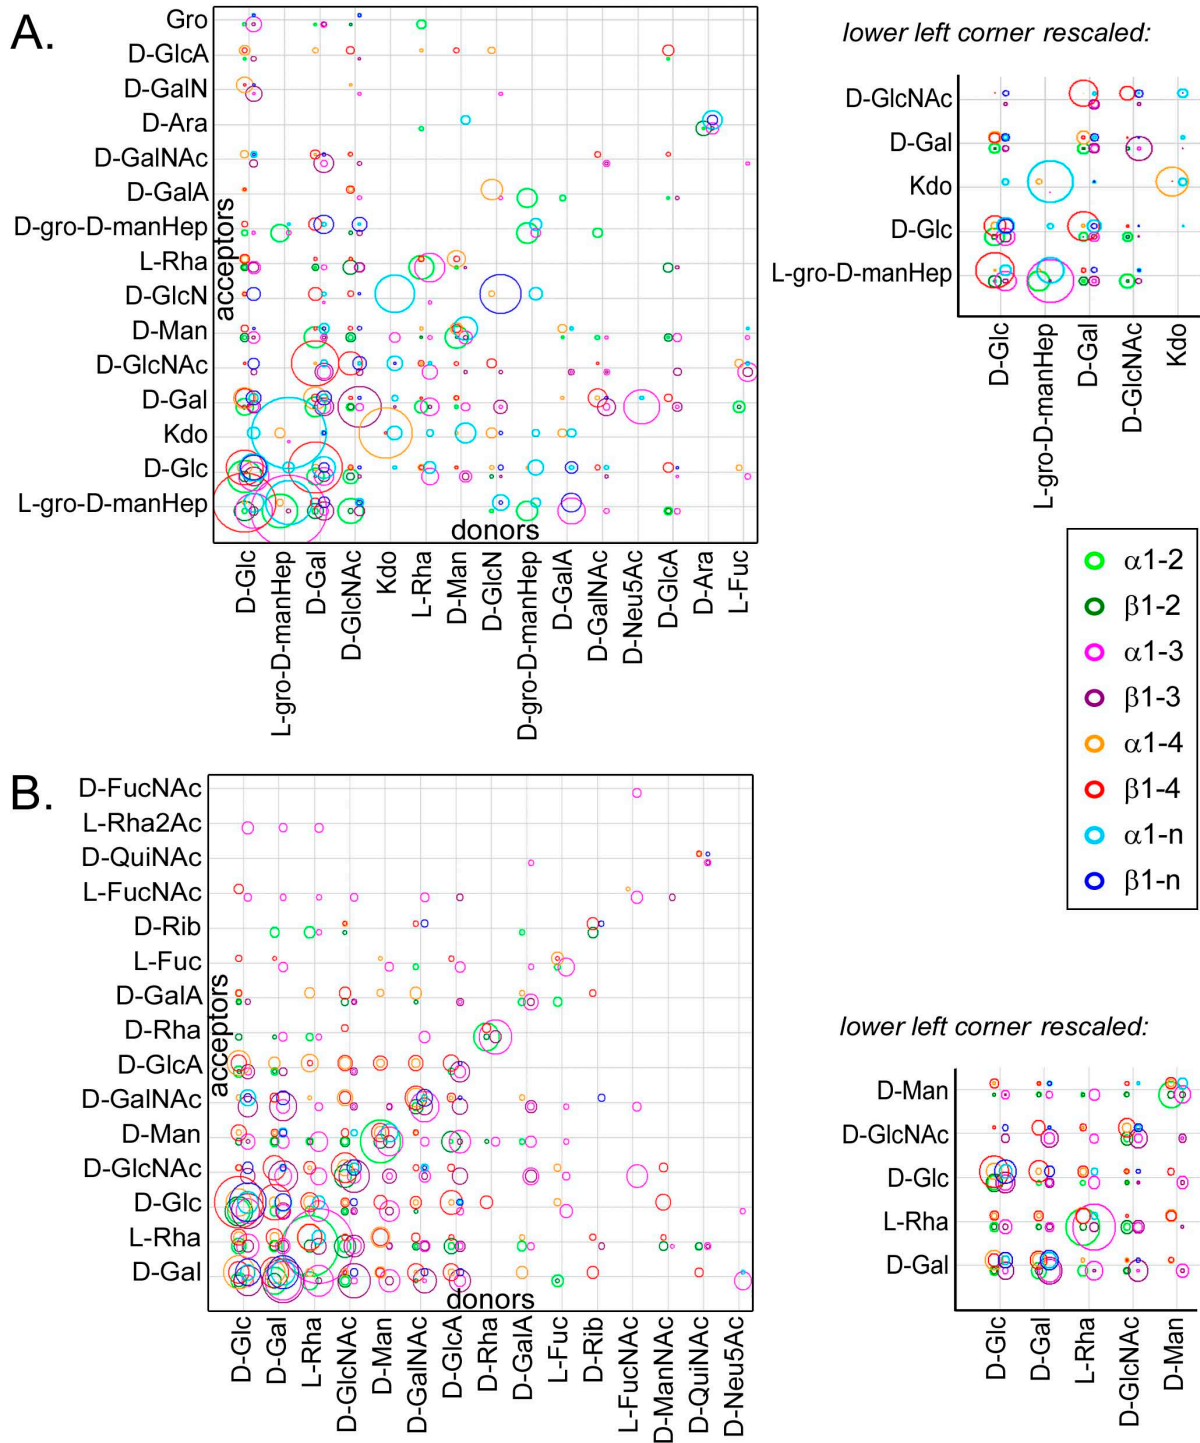 A.
lower left corner rescaled:
Gro
D-GlcA
D-GalN
D-Ara
D-GalNAc
D-GalA
D-gro-D-manHep
L-Rha
D-GlcN
D-Man
D-GlcNAc
D-Gal
Kdo
D-Glc
L-gro-D-manHep
acceptors
donors
D-Glc
L-gro-D-manHep
D-Gal
D-GlcNAc
Kdo
L-Rha
D-Man
D-GlcN
D-gro-D-manHep
D-GalA
D-GalNAc
D-Neu5Ac
D-GlcA
D-Ara
L-Fuc
D-GlcNAc
D-Gal
Kdo
D-Glc
L-gro-D-manHep
D-Glc
L-gro-D-manHep
D-Gal
D-GlcNAc
Kdo
α1-2
β1-2
α1-3
β1-3
α1-4
β1-4
α1-n
β1-n
B.
D-FucNAc
L-Rha2Ac
D-QuiNAc
L-FucNAc
D-Rib
L-Fuc
D-GalA
D-Rha
D-GlcA
D-GalNAc
D-Man
D-GlcNAc
D-Glc
L-Rha
D-Gal
acceptors
donors
D-Glc
D-Gal
L-Rha
D-GlcNAc
D-Man
D-GalNAc
D-GlcA
D-Rha
D-GalA
L-Fuc
D-Rib
L-FucNAc
D-ManNAc
D-QuiNAc
D-Neu5Ac
lower left corner rescaled:
D-Man
D-GlcNAc
D-Glc
L-Rha
D-Gal
D-Glc
D-Gal
L-Rha
D-GlcNAc
D-Man